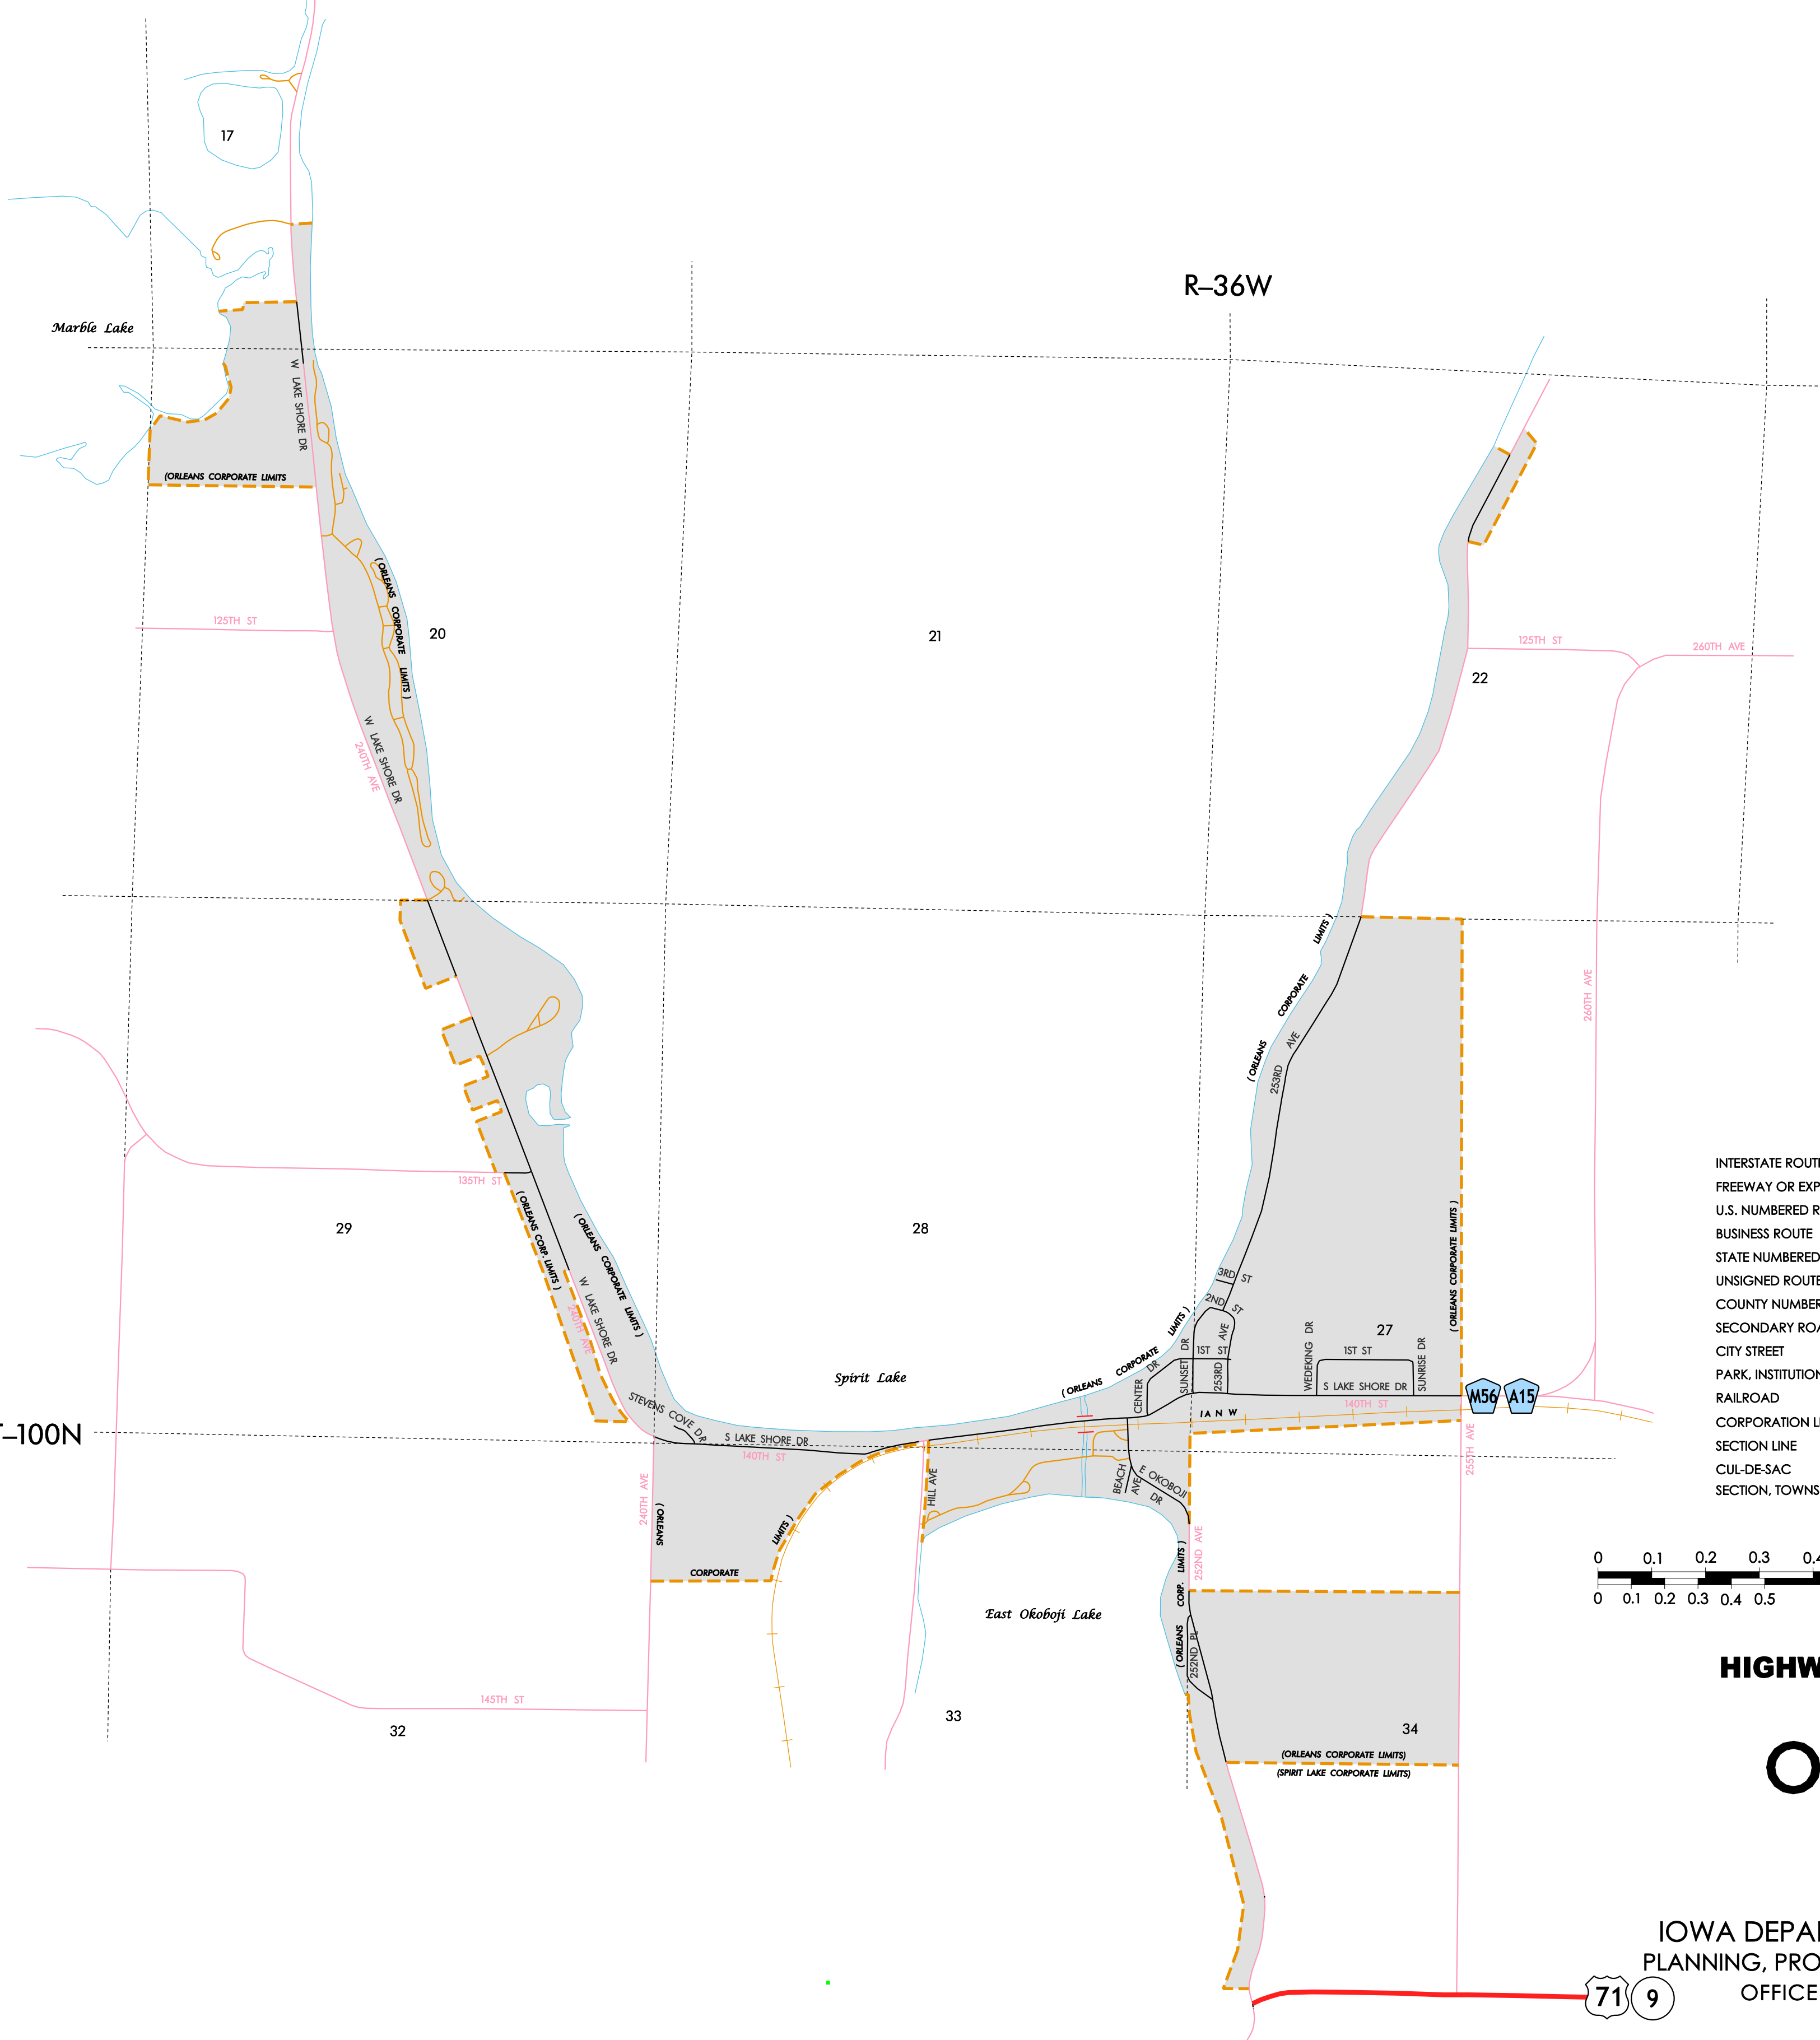 17
R–36W
Marble Lake
W LAKE SHORE DR
(ORLEANS CORPORATE LIMITS
( ORLEANS CORPORATE LIMITS )
125TH ST
20
21
125TH ST
260TH AVE
22
W LAKE SHORE DR
240TH AVE
( ORLEANS CORPORATE LIMITS )
260TH AVE
253RD AVE
135TH ST
( ORLEANS CORP. LIMITS )
( ORLEANS CORPORATE LIMITS )
( ORLEANS CORPORATE LIMITS )
29
28
W LAKE SHORE DR
240TH AVE
3RD ST
2ND ST
( ORLEANS CORPORATE LIMITS )
27
253RD AVE
1ST ST
1ST ST
WEDEKING DR
SUNRISE DR
SUNSET DR
CENTER DR
Spirit Lake
S LAKE SHORE DR
140TH ST
M56
A15
I A N W
STEVENS COVE DR
S LAKE SHORE DR
140TH ST
T–100N
255TH AVE
240TH AVE
HILL AVE
BEACH AVE
E OKOBOJI DR
( ORLEANS
CORPORATE
LIMITS )
252ND AVE
( ORLEANS CORP. LIMITS )
252ND PL
East Okoboji Lake
145TH ST
32
33
34
(ORLEANS CORPORATE LIMITS)
(SPIRIT LAKE CORPORATE LIMITS)
INTERSTATE ROUT
FREEWAY OR EXP
U.S. NUMBERED R
BUSINESS ROUTE
STATE NUMBERED
UNSIGNED ROUTE
COUNTY NUMBER
SECONDARY ROA
CITY STREET
PARK, INSTITUTION
RAILROAD
CORPORATION L
SECTION LINE
CUL-DE-SAC
SECTION, TOWNS
0 0.1 0.2 0.3 0.4
0 0.1 0.2 0.3 0.4 0.5
HIGHW
O
IOWA DEPA
PLANNING, PRO
OFFICE
71
9